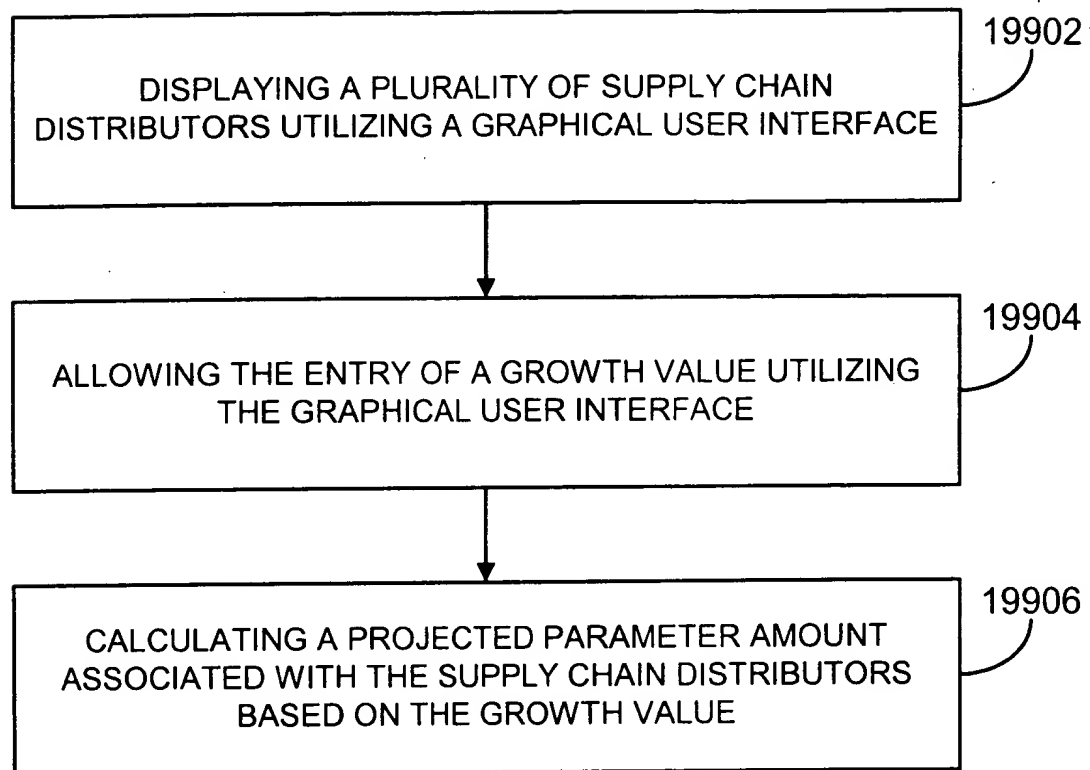 19902
DISPLAYING A PLURALITY OF SUPPLY CHAIN
DISTRIBUTORS UTILIZING A GRAPHICAL USER INTERFACE
19904
ALLOWING THE ENTRY OF A GROWTH VALUE UTILIZING
THE GRAPHICAL USER INTERFACE
19906
CALCULATING A PROJECTED PARAMETER AMOUNT
ASSOCIATED WITH THE SUPPLY CHAIN DISTRIBUTORS
BASED ON THE GROWTH VALUE